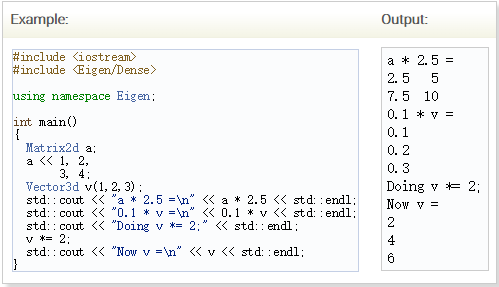 Example:
#include <iostream>
#include <Eigen/Dense>
using namespace Eigen;
int main()
{
  Matrix2d a;
  a << 1, 2,
       3, 4;
  Vector3d v(1,2,3);
  std::cout << "a * 2.5 =\n" << a * 2.5 << std::endl;
  std::cout << "0.1 * v =\n" << 0.1 * v << std::endl;
  std::cout << "Doing v *= 2;" << std::endl;
  v *= 2;
  std::cout << "Now v =\n" << v << std::endl;
}
Output:
a * 2.5 =
2.5   5
7.5  10
0.1 * v =
0.1
0.2
0.3
Doing v *= 2;
Now v =
2
4
6